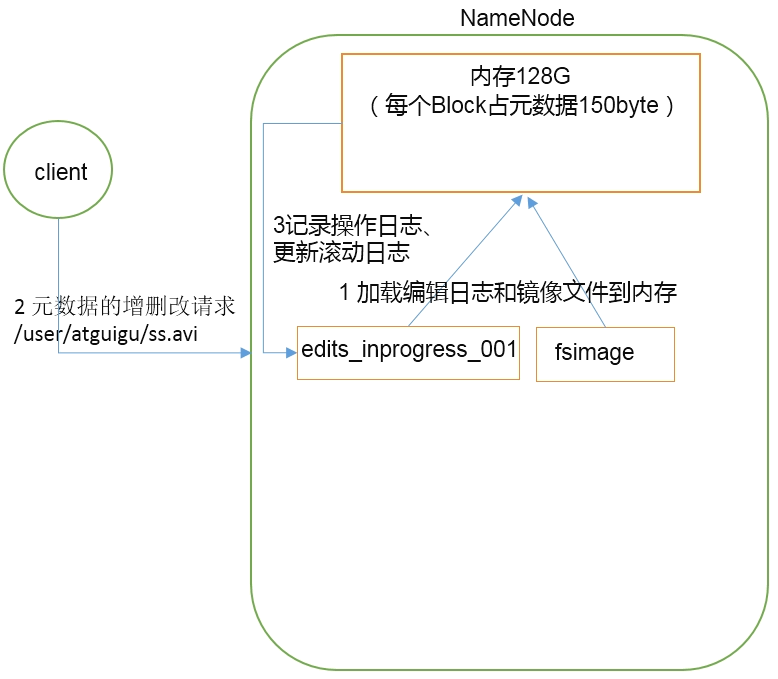 NameNode
内存128G
（每个Block占元数据150byte）
client
3记录操作日志、
更新滚动日志
1 加载编辑日志和镜像文件到内存
2 元数据的增删改请求
/user/atguigu/ss.avi
edits_inprogress_001
fsimage